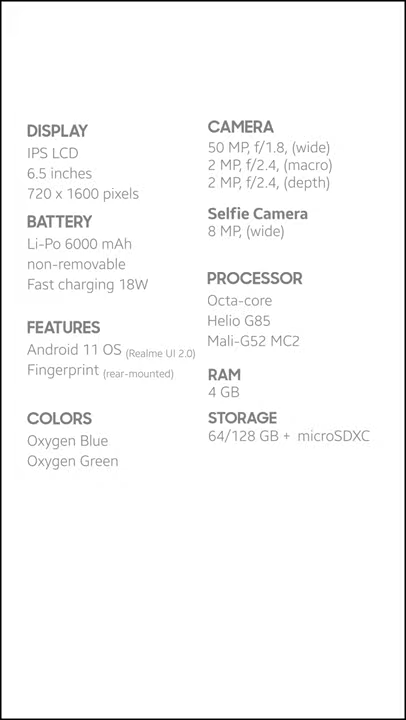 DISPLAY
IPS LCD
6.5 inches
720 x 1600 pixels
BATTERY
Li-Po 6000 mAh
non-removable
Fast charging 18W
FEATURES
Android 11 OS (Realme UI 2.0)
Fingerprint (rear-mounted)
COLORS
Oxygen Blue
Oxygen Green
CAMERA
50 MP, f/1.8, (wide)
2 MP, f/2.4, (macro)
2 MP, f/2.4, (depth)
Selfie Camera
8 MP, (wide)
PROCESSOR
Octa-core
Helio G85
Mali-G52 MC2
RAM
4 GB
STORAGE
64/128 GB + microSDXC